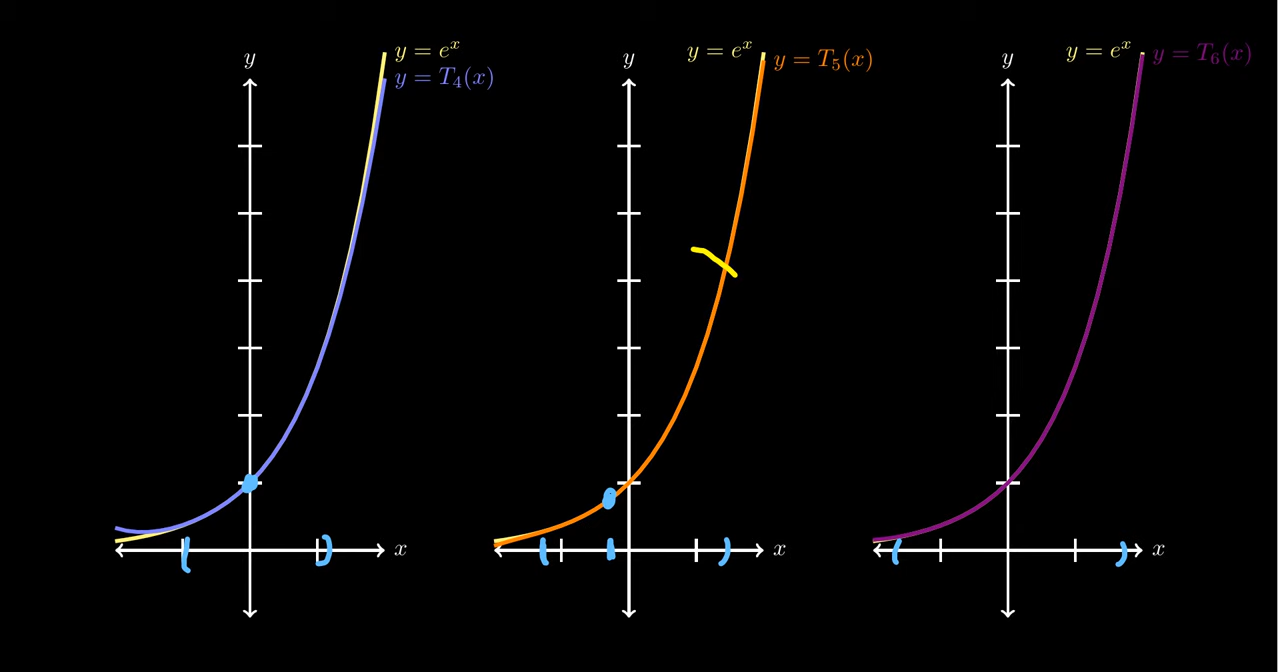 y
y = e^x
y = T_4(x)
x
y
y = e^x
y = T_5(x)
x
y
y = e^x
y = T_6(x)
x